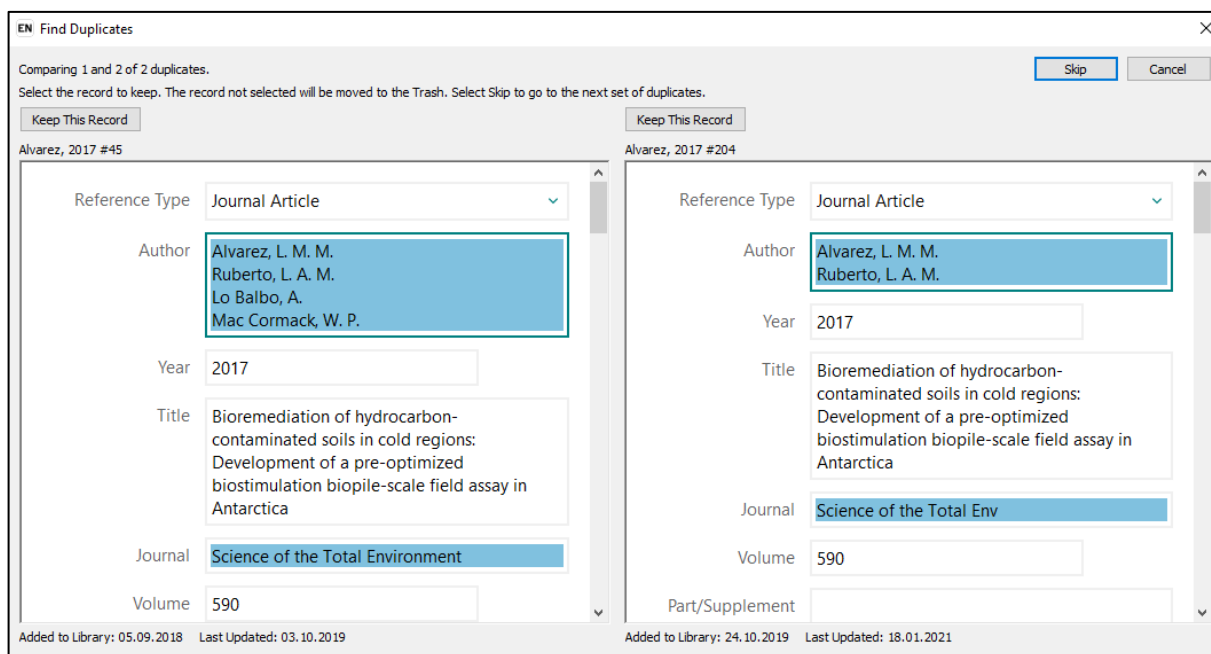 EN Find Duplicates
Comparing 1 and 2 of 2 duplicates.
Skip
Cancel
Select the record to keep. The record not selected will be moved to the Trash. Select Skip to go to the next set of duplicates.
Keep This Record
Alvarez, 2017 #45
Reference Type
Journal Article
Author
Alvarez, L. M. M.
Ruberto, L. A. M.
Lo Balbo, A.
Mac Cormack, W. P.
Year
2017
Title
Bioremediation of hydrocarbon-
contaminated soils in cold regions:
Development of a pre-optimized
biostimulation biopile-scale field assay in
Antarctica
Journal
Science of the Total Environment
Volume
590
Added to Library: 05.09.2018 Last Updated: 03.10.2019
Keep This Record
Alvarez, 2017 #204
Reference Type
Journal Article
Author
Alvarez, L. M. M.
Ruberto, L. A. M.
Year
2017
Title
Bioremediation of hydrocarbon-
contaminated soils in cold regions:
Development of a pre-optimized
biostimulation biopile-scale field assay in
Antarctica
Journal
Science of the Total Env
Volume
590
Part/Supplement
Added to Library: 24.10.2019 Last Updated: 18.01.2021